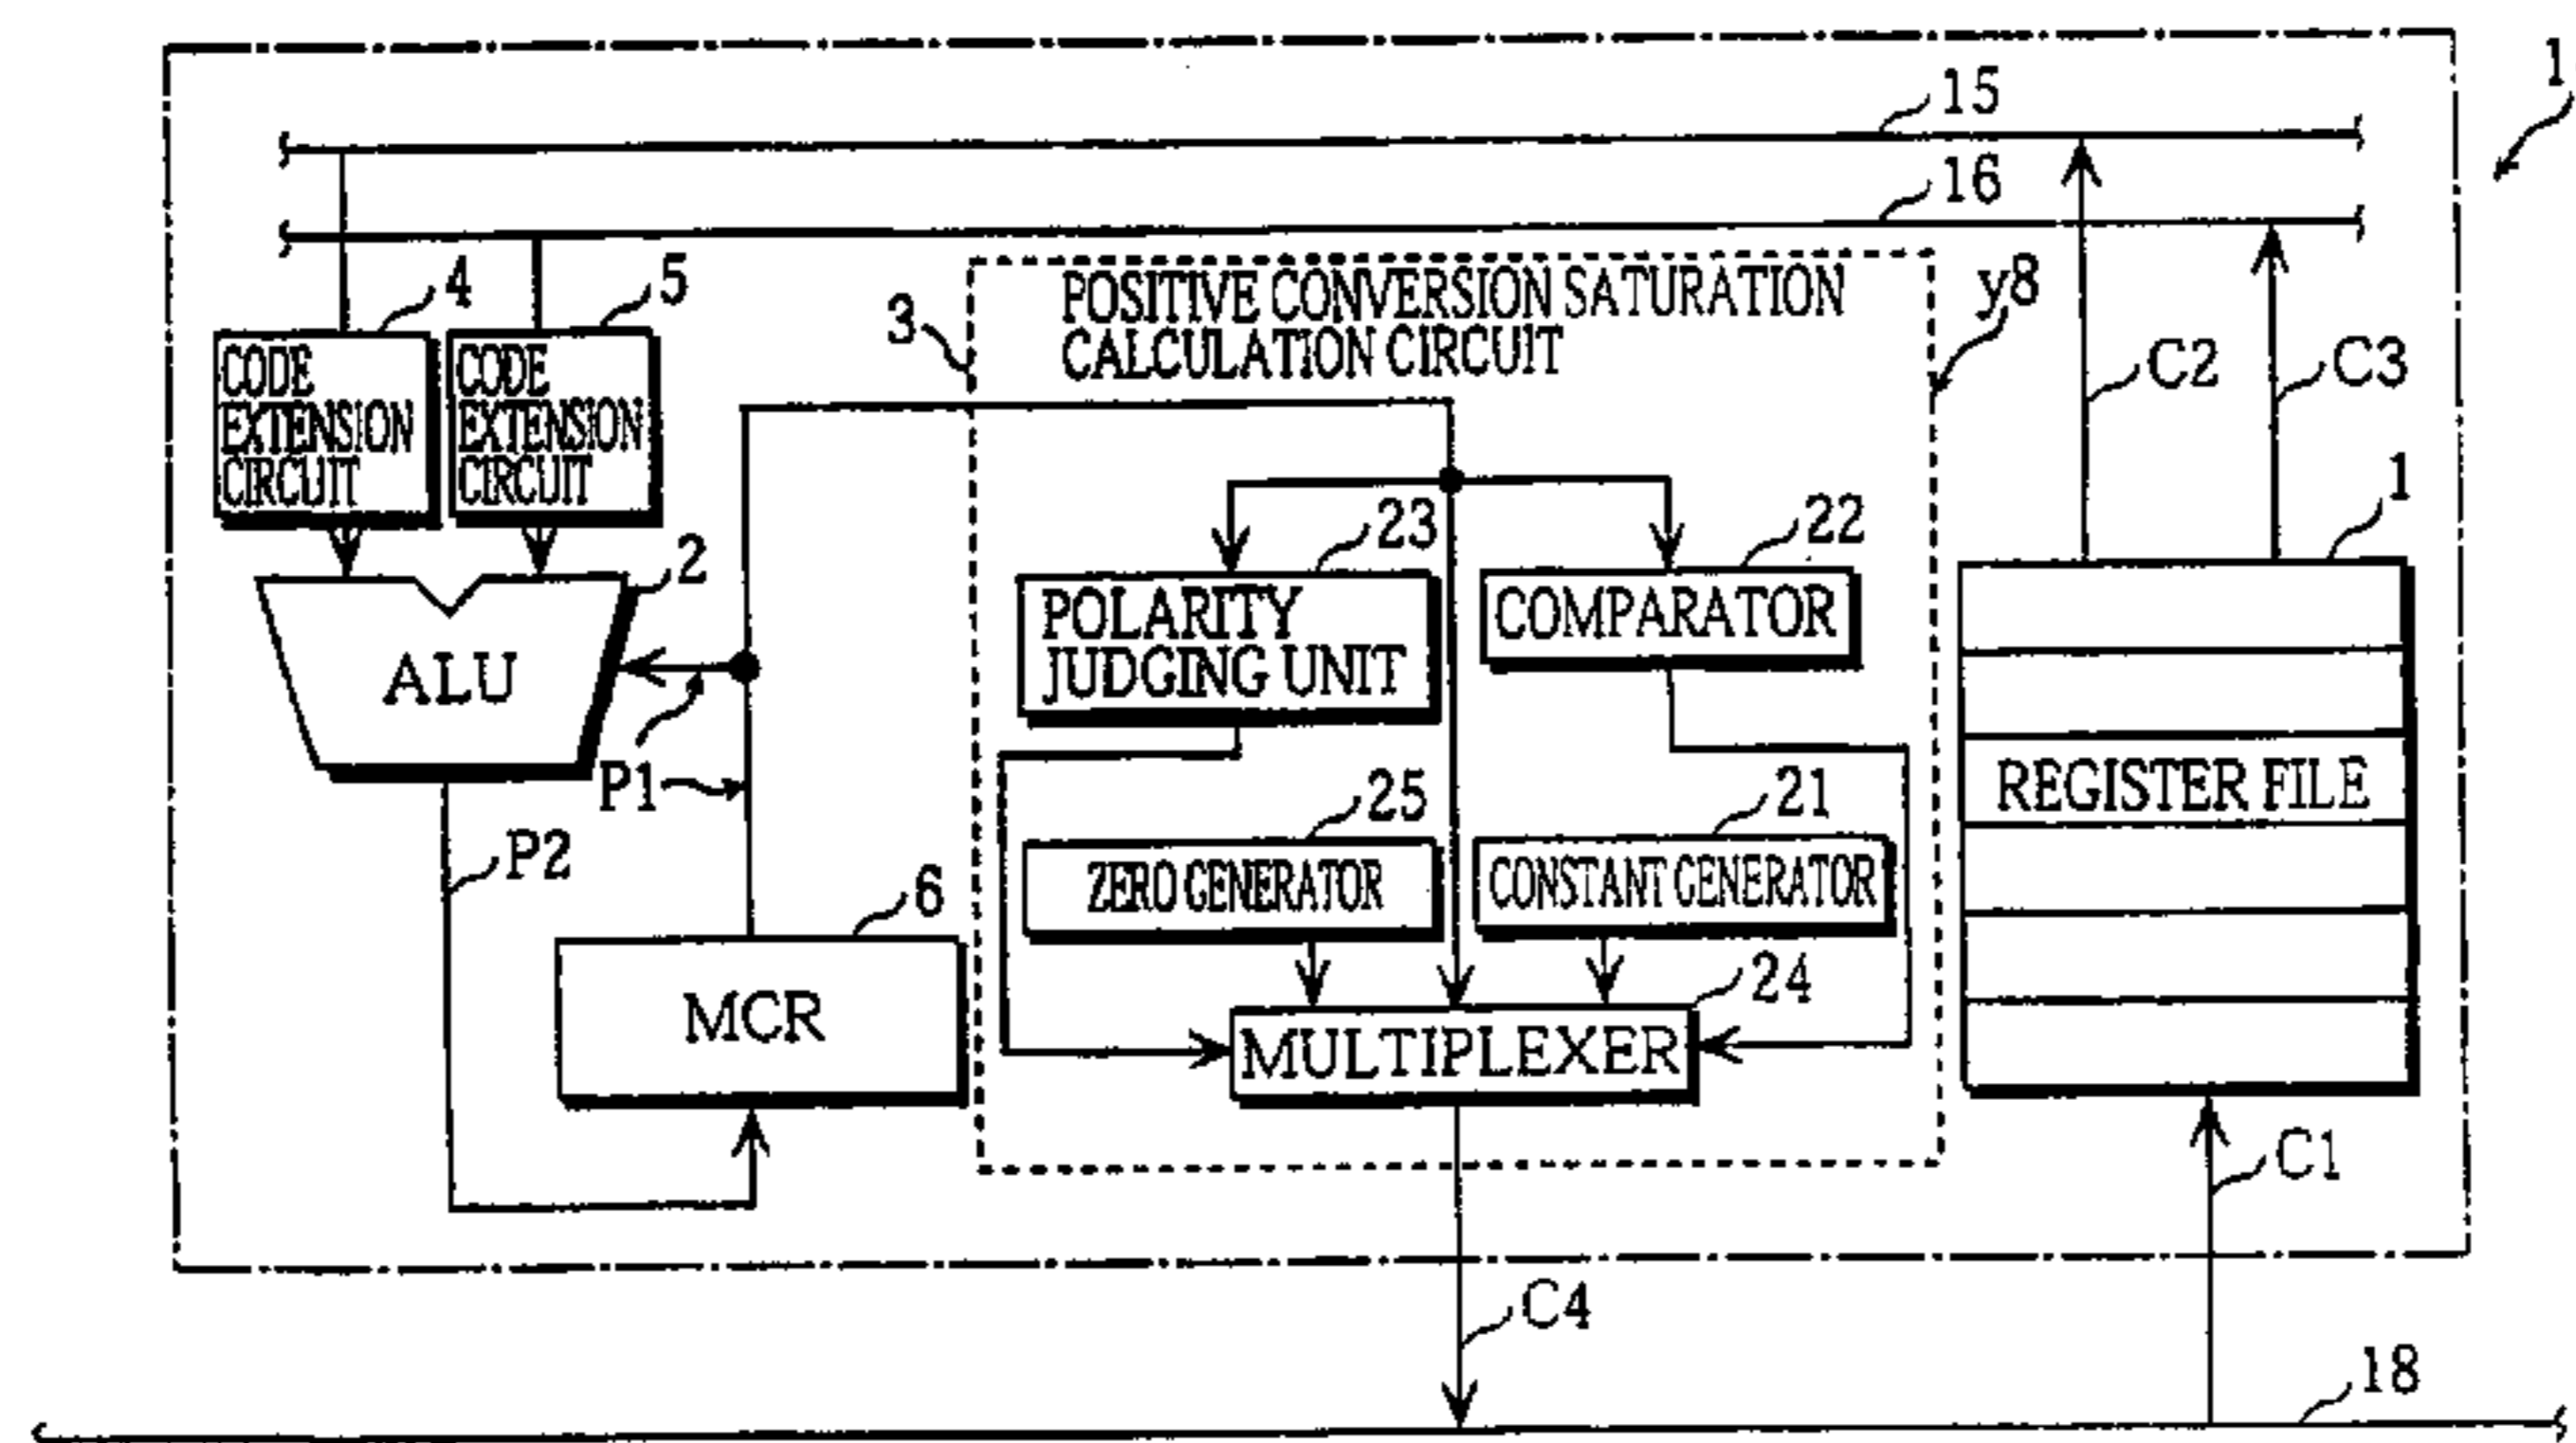 1
15
16
4
5
3
POSITIVE CONVERSION SATURATION
CALCULATION CIRCUIT
y8
C2
C3
CODE
EXTENSION
CIRCUIT
CODE
EXTENSION
CIRCUIT
2
23
22
1
ALU
POLARITY
JUDGING UNIT
COMPARATOR
P1
P2
25
21
REGISTER FILE
6
ZERO GENERATOR
CONSTANT GENERATOR
MCR
24
MULTIPLEXER
C1
C4
18